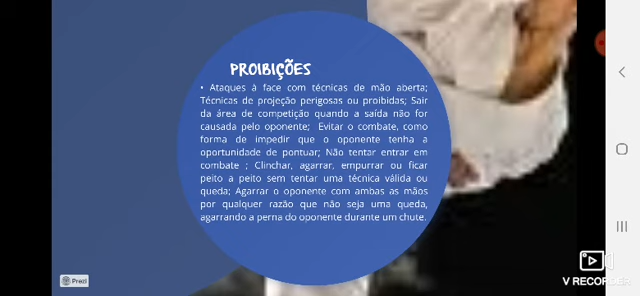 PROIBIÇÕES
• Ataques à face com técnicas de mão aberta;
Técnicas de projeção perigosas ou proibidas; Sair
da área de competição quando a saída não for
causada pelo oponente; Evitar o combate, como
forma de impedir que o oponente tenha a
oportunidade de pontuar; Não tentar entrar em
combate ; Clinchar, agarrar, empurrar ou ficar
peito a peito sem tentar uma técnica válida ou
queda; Agarrar o oponente com ambas as mãos
por qualquer razão que não seja uma queda,
agarrando a perna do oponente durante um chute.
Prezi
V RECORDER